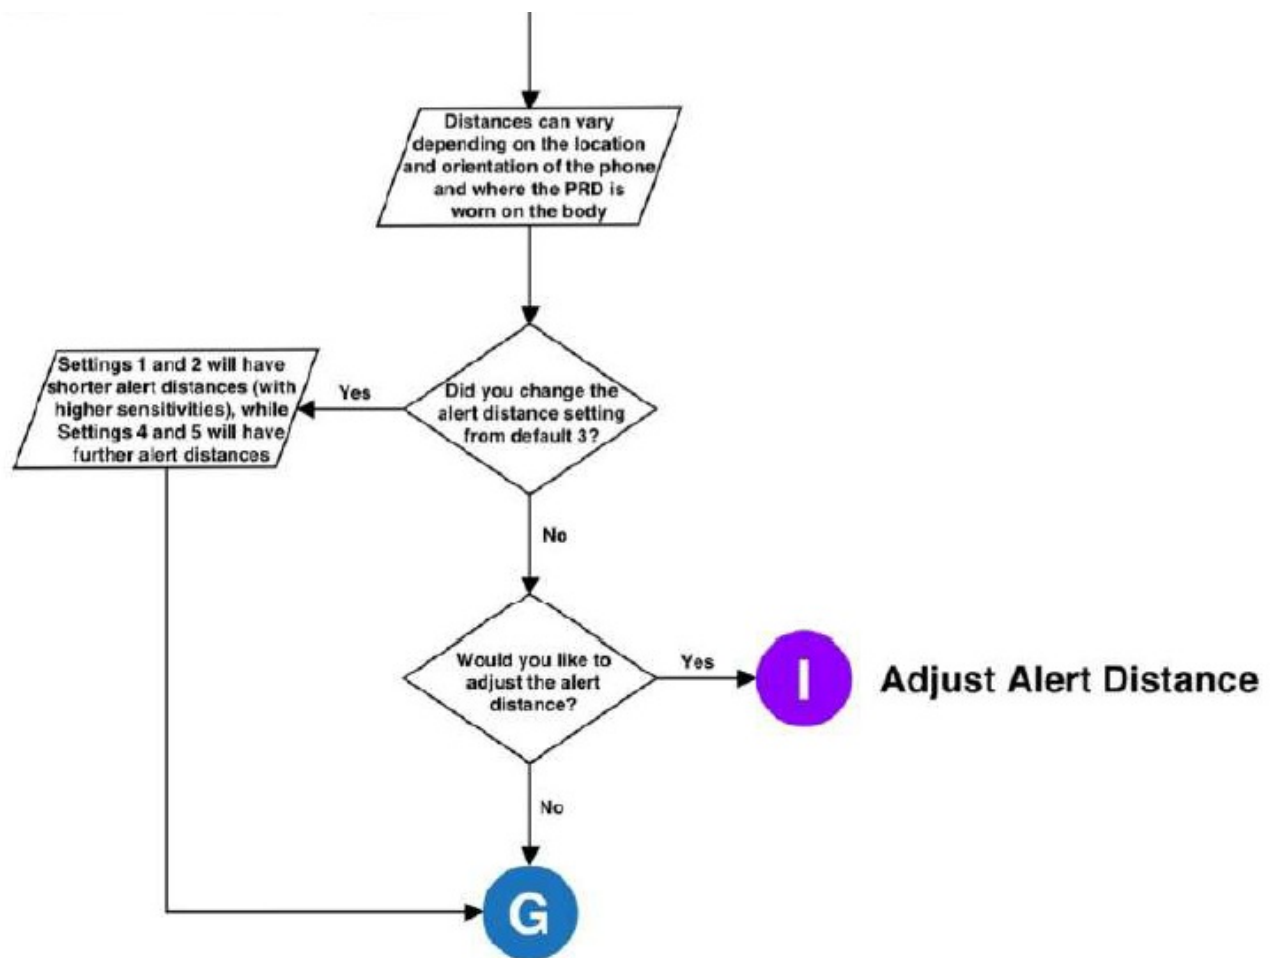 Distances can vary
depending on the location
and orientation of the phone
and where the PRD is
worn on the body
Settings 1 and 2 will have
shorter alert distances (with
higher sensitivities), while
Settings 4 and 5 will have
further alert distances
Yes
Did you change the
alert distance setting
from default 3?
No
Would you like to
adjust the alert
distance?
Yes
I
Adjust Alert Distance
No
G